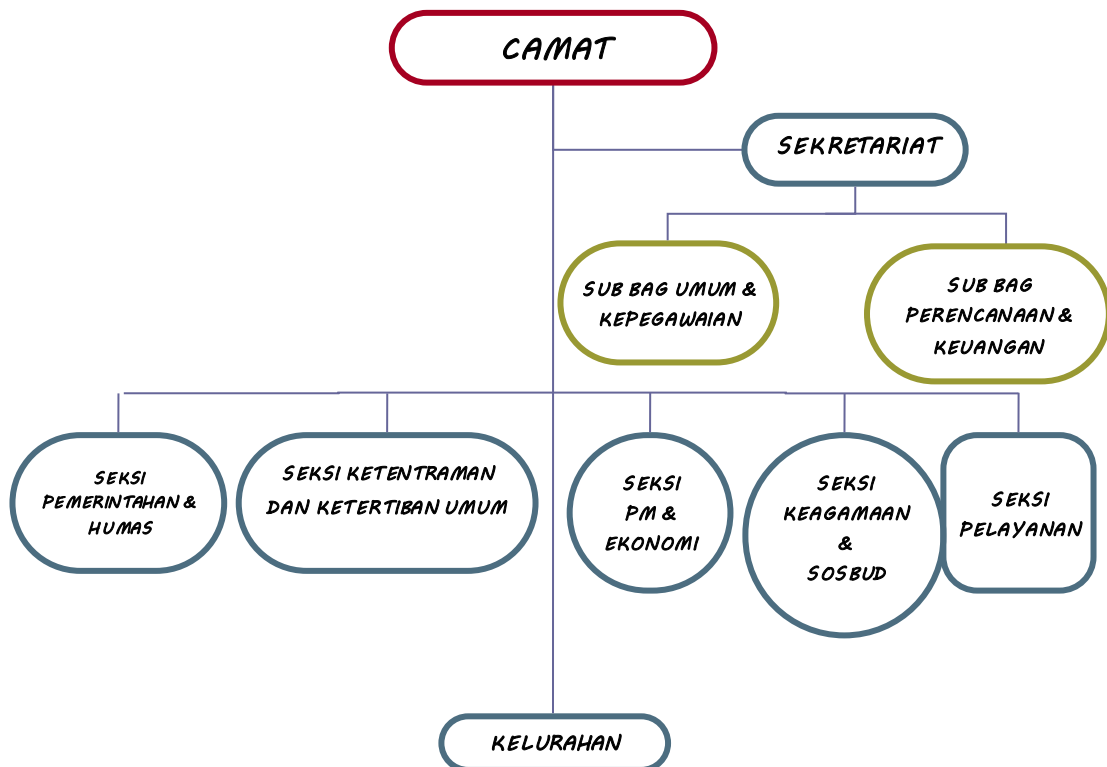 CAMAT
SEKRETARIAT
SUB BAG UMUM &
KEPEGAWAIAN
SUB BAG
PERENCANAAN &
KEUANGAN
SEKSI
PEMERINTAHAN &
HUMAS
SEKSI KETENTRAMAN
DAN KETERTIBAN UMUM
SEKSI
PM &
EKONOMI
SEKSI
KEAGAMAAN
&
SOSBUD
SEKSI
PELAYANAN
KELURAHAN